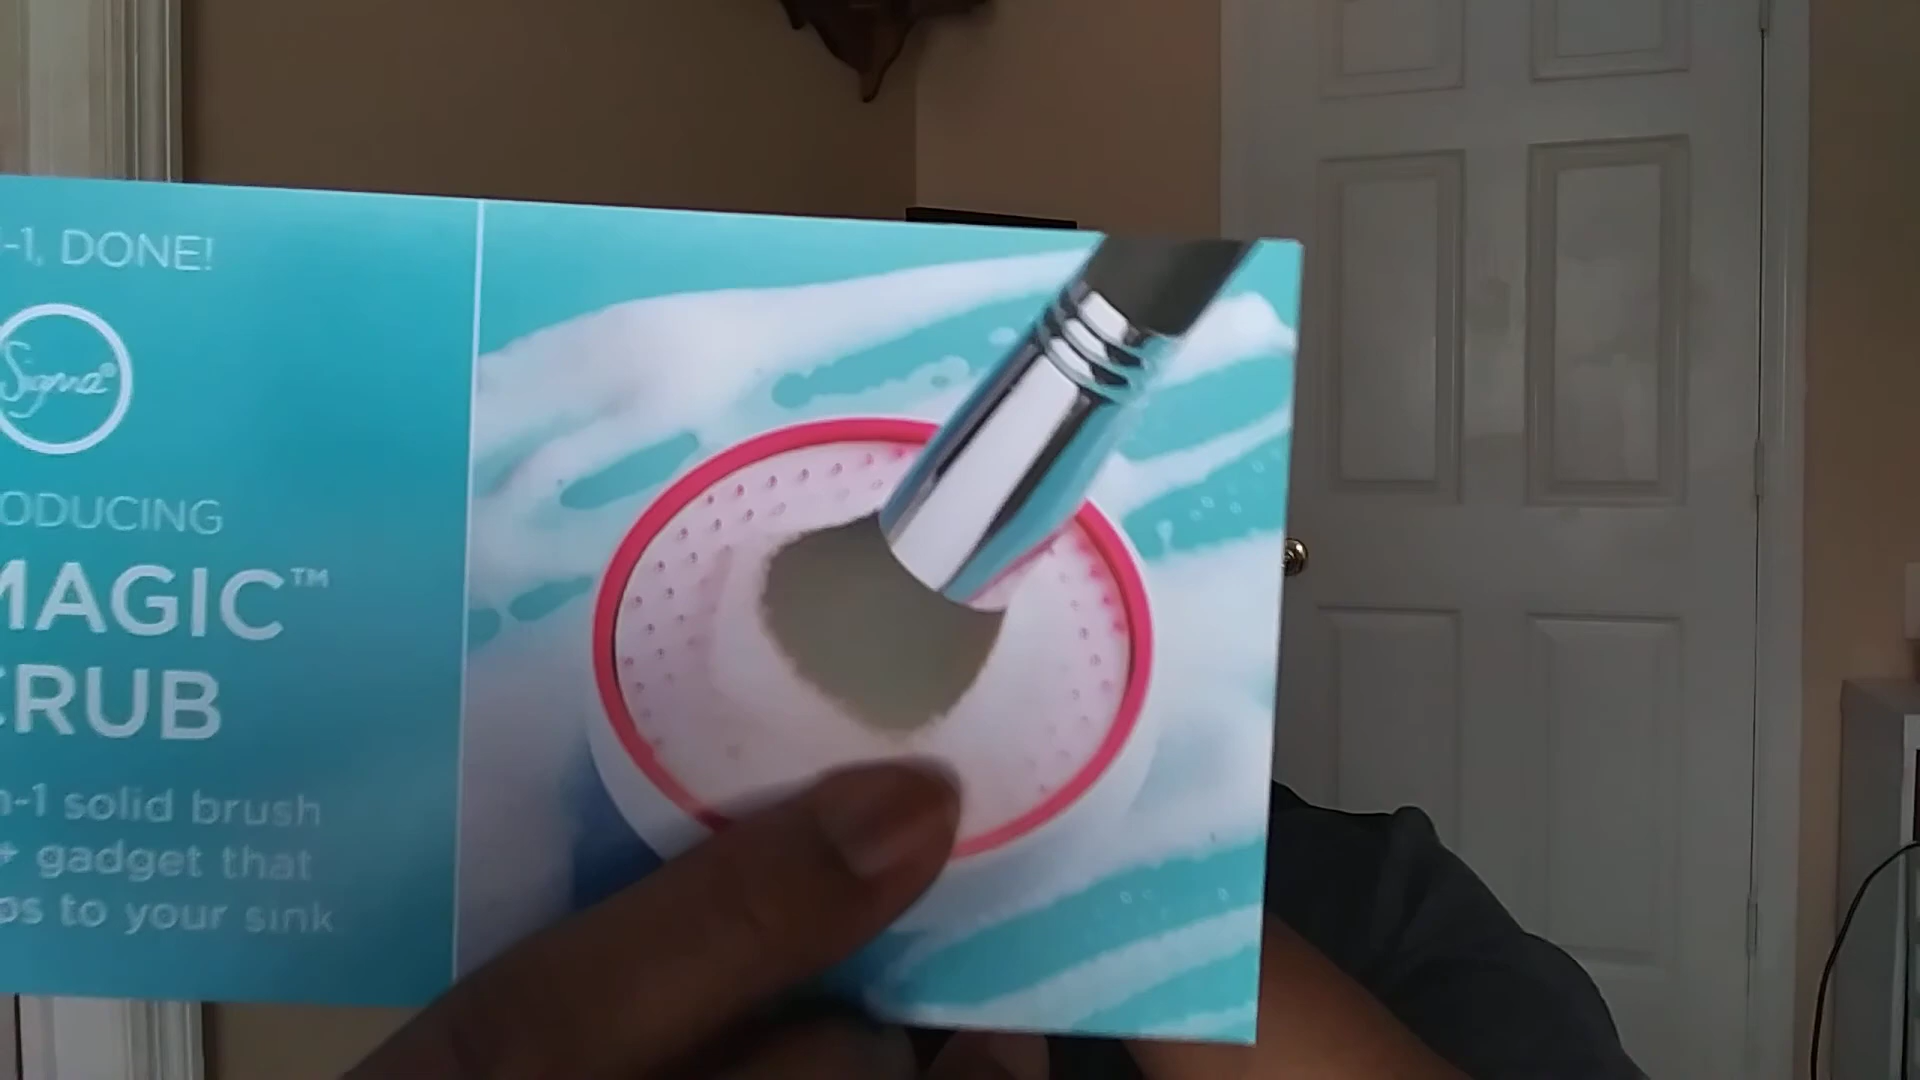 -1, DONE!
Sigma®
ODUCING
MAGIC™
CRUB
n-1 solid brush
+ gadget that
ps to your sink